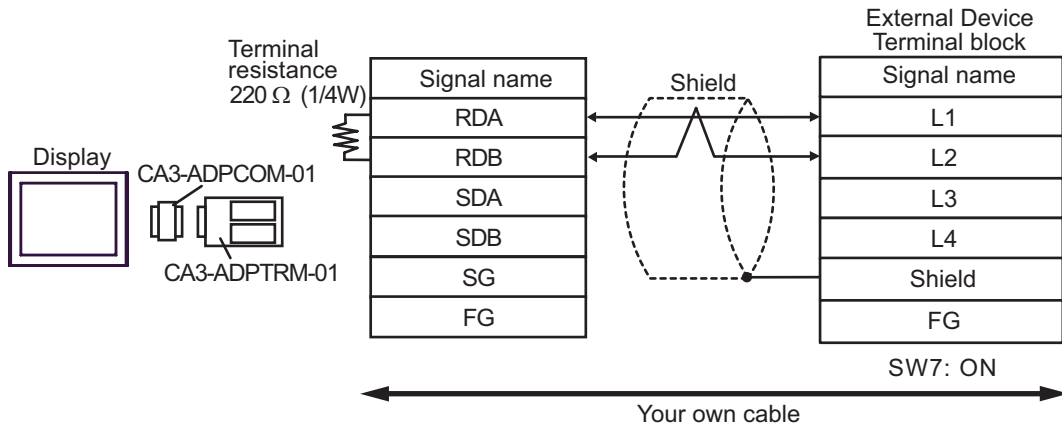 External Device
Terminal block
Terminal
resistance
220 Ω (1/4W)
Signal name
RDA
RDB
SDA
SDB
SG
FG
Shield
Signal name
L1
L2
L3
L4
Shield
FG
Display
CA3-ADPCOM-01
CA3-ADPTRM-01
SW7: ON
Your own cable